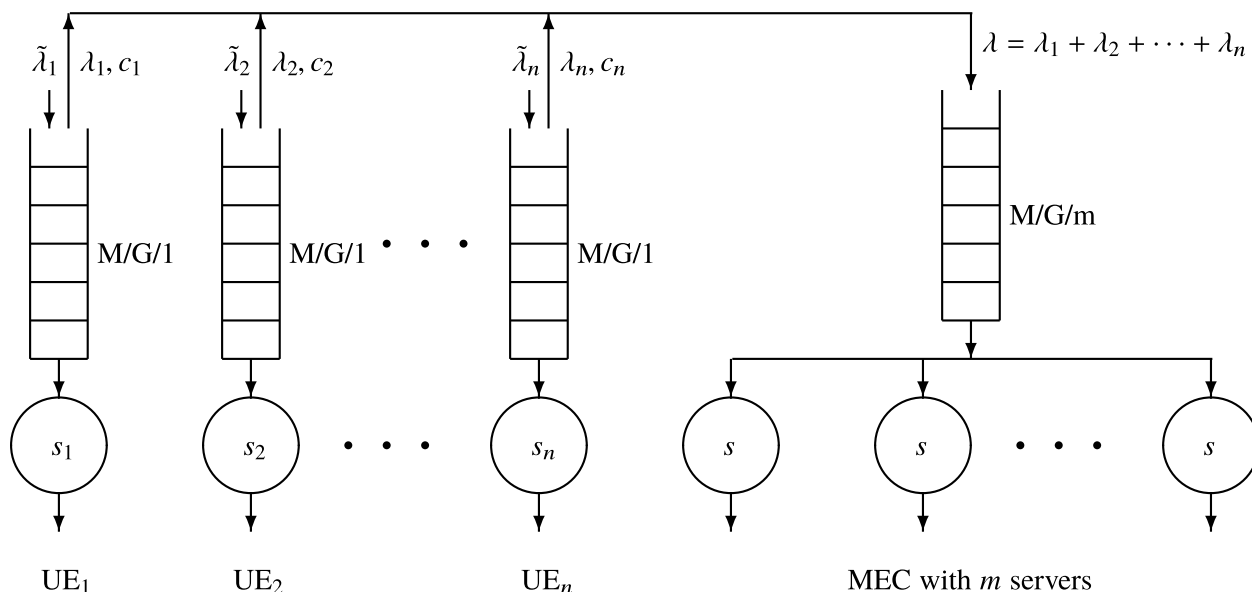 λ = λ₁ + λ₂ + ⋯ + λₙ
λ̃₁ λ₁, c₁ λ̃₂ λ₂, c₂ λ̃ₙ λₙ, cₙ
M/G/m
M/G/1 M/G/1 • • • M/G/1
s₁ s₂ • • • sₙ s s • • • s
UE₁ UE₂ UEₙ MEC with m servers